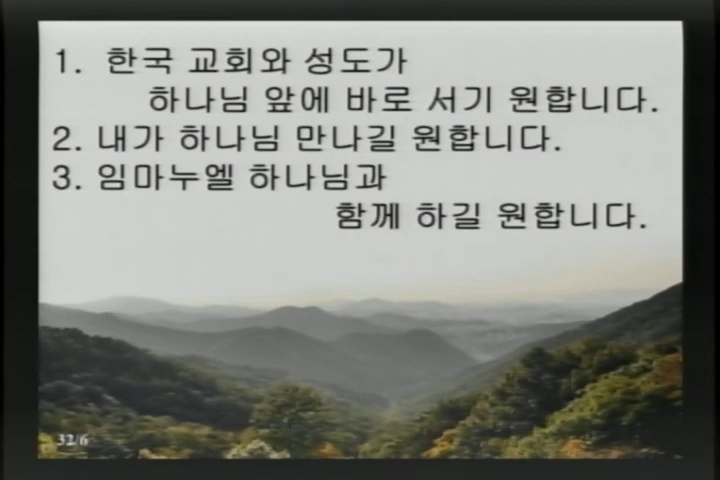 1. 한국 교회와 성도가
하나님 앞에 바로 서기 원합니다.
2. 내가 하나님 만나길 원합니다.
3. 임마누엘 하나님과
함께 하길 원합니다.
32/6